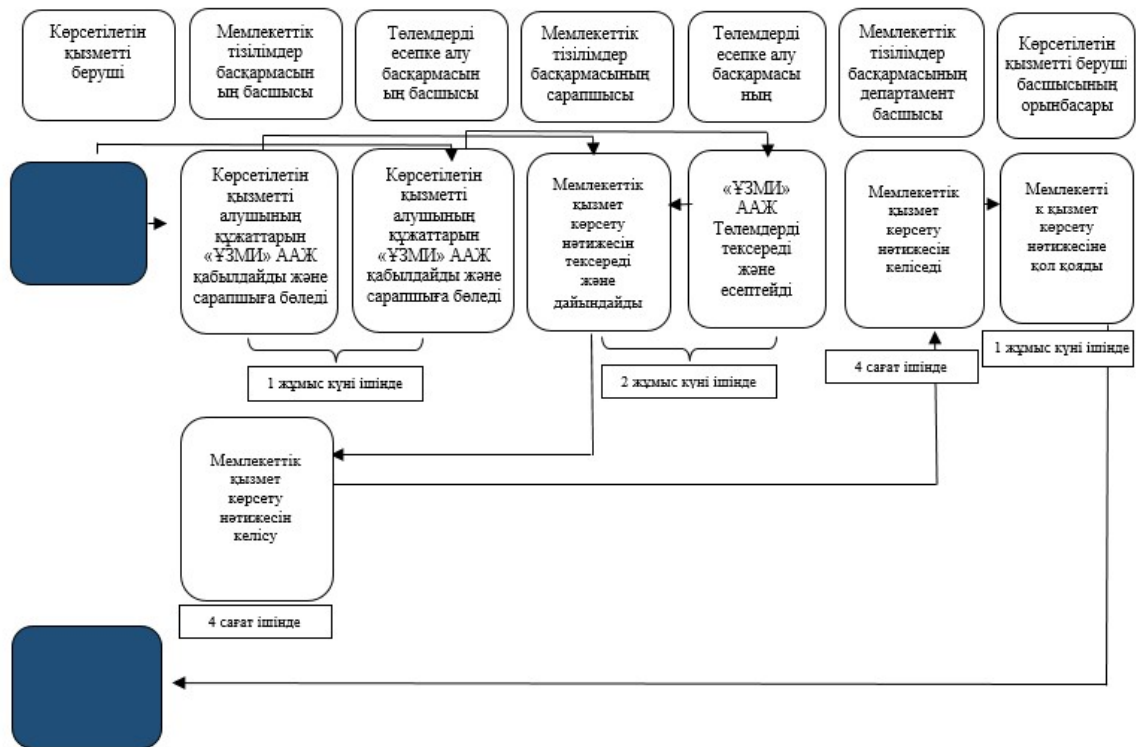 Көрсетілетін
қызметті
беруші
Мемлекеттік
тізілімдер
басқармасын
ың басшысы
Төлемдерді
есепке алу
басқармасын
ың басшысы
Мемлекеттік
тізілімдер
басқармасының
сарапшысы
Төлемдерді
есепке алу
басқармасы
ның
Мемлекеттік
тізілімдер
басқармасының
департамент
басшысы
Көрсетілетін
қызметті беруші
басшысының
орынбасары
Көрсетілетін
қызметті
алушының
құжаттарын
«ҰЗМИ» ААЖ
қабылдайды және
сарапшыға бөледі
Көрсетілетін
қызметті
алушының
құжаттарын
«ҰЗМИ» ААЖ
қабылдайды және
сарапшыға бөледі
Мемлекеттік
қызмет
көрсету
нәтижесін
тексереді
және
дайындайды
«ҰЗМИ»
ААЖ
Төлемдерді
тексереді
және
есептейді
Мемлекеттік
қызмет
көрсету
нәтижесін
келіседі
Мемлекетті
к қызмет
көрсету
нәтижесіне
қол қояды
1 жұмыс күні ішінде
2 жұмыс күні ішінде
4 сағат ішінде
1 жұмыс күні ішінде
Мемлекеттік
қызмет
көрсету
нәтижесін
келісу
4 сағат ішінде